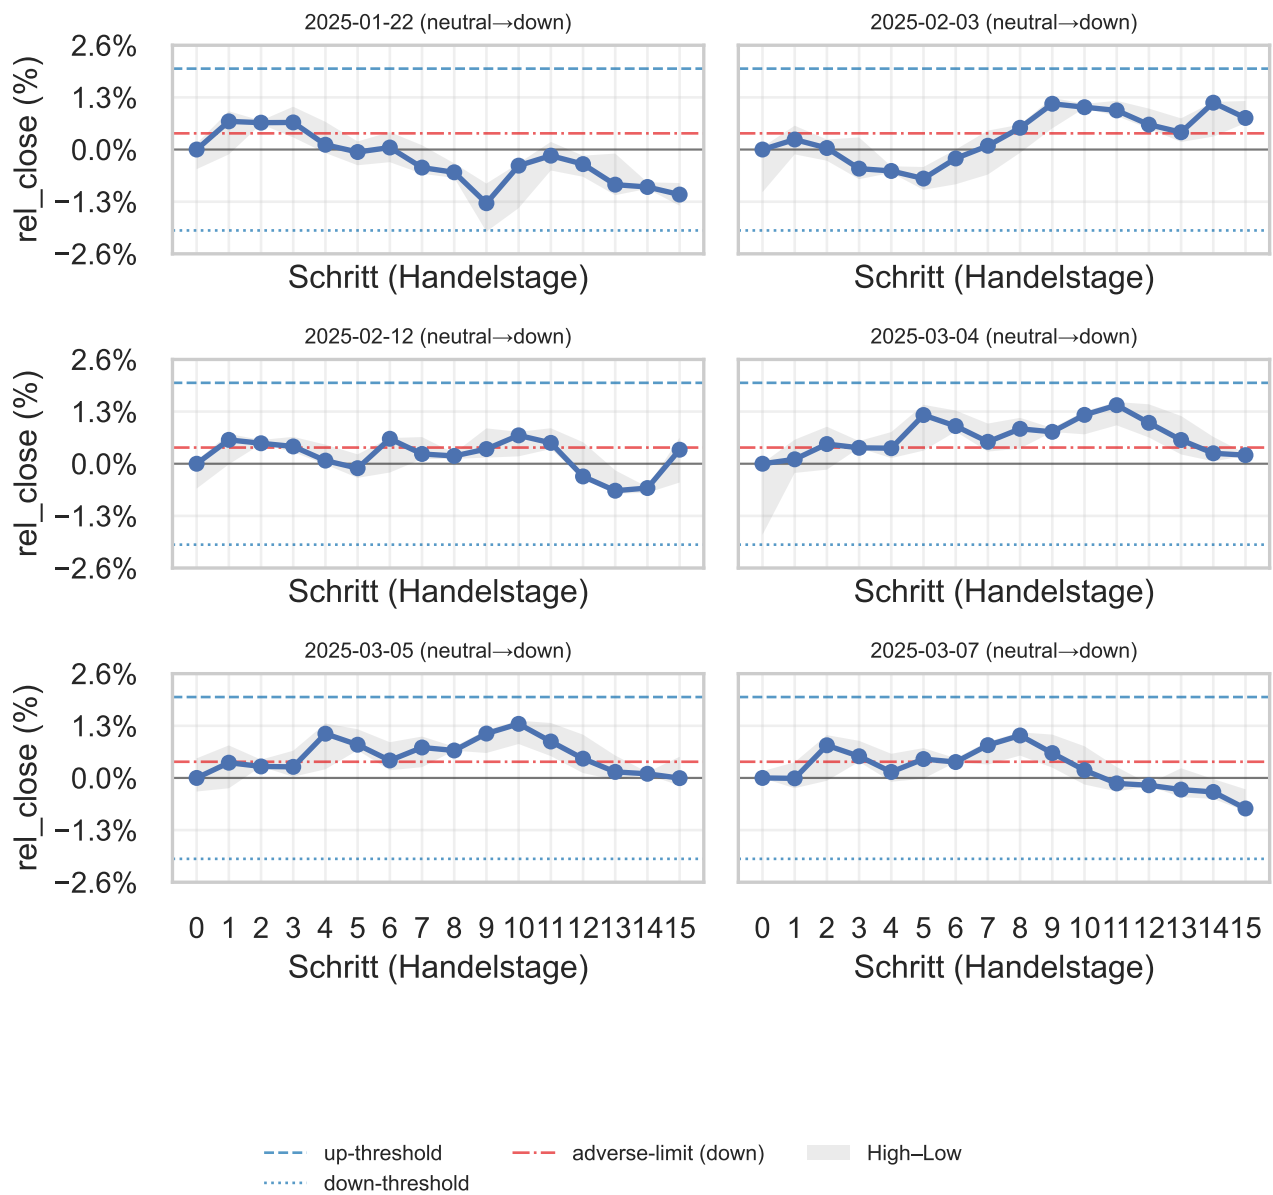 2025-01-22 (neutral→down)
2025-02-03 (neutral→down)
rel_close (%)
2.6%
1.3%
0.0%
−1.3%
−2.6%
Schritt (Handelstage)
Schritt (Handelstage)
2025-02-12 (neutral→down)
2025-03-04 (neutral→down)
rel_close (%)
2.6%
1.3%
0.0%
−1.3%
−2.6%
Schritt (Handelstage)
Schritt (Handelstage)
2025-03-05 (neutral→down)
2025-03-07 (neutral→down)
rel_close (%)
2.6%
1.3%
0.0%
−1.3%
−2.6%
0 1 2 3 4 5 6 7 8 9 10 11 12 13 14 15
0 1 2 3 4 5 6 7 8 9 10 11 12 13 14 15
Schritt (Handelstage)
Schritt (Handelstage)
up-threshold
down-threshold
adverse-limit (down)
High–Low